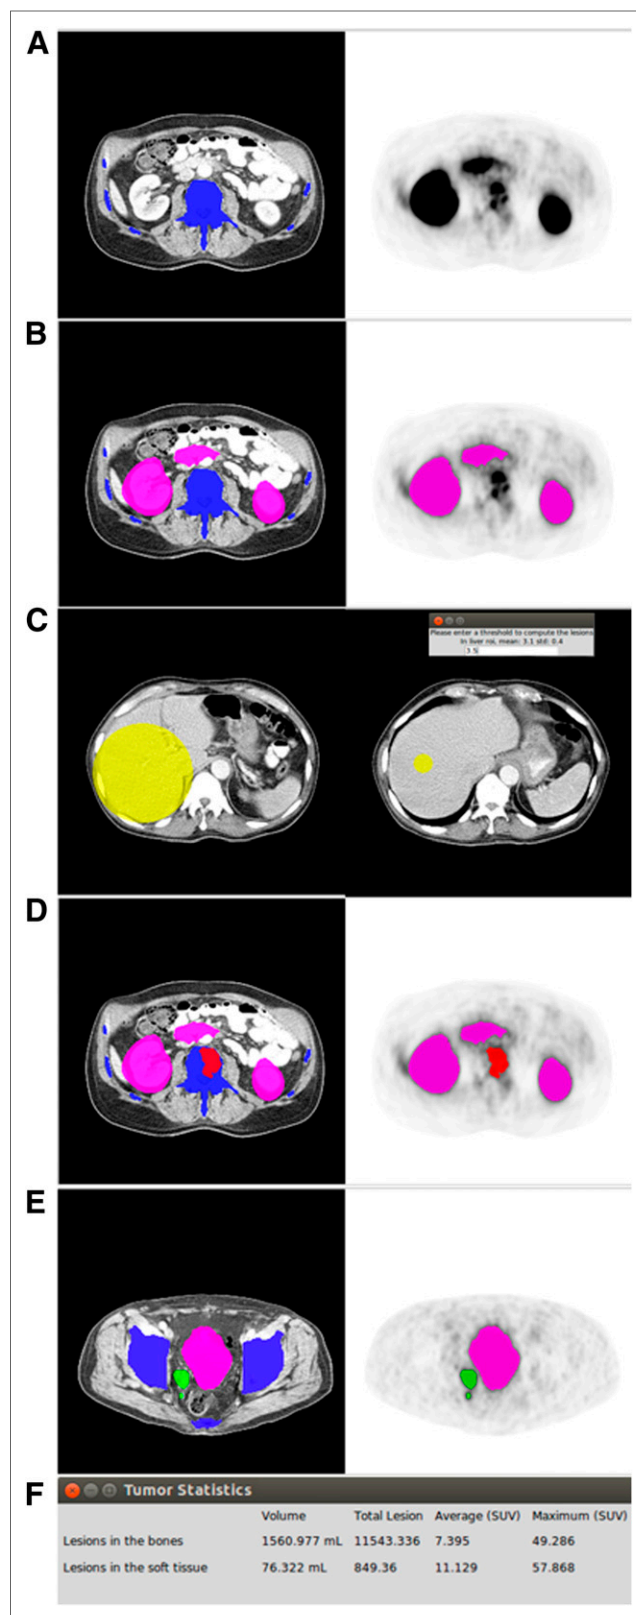 A
B
C
Please enter a threshold to compute the lesions
In liver roi, mean: 3.1 std: 0.4
3.5
D
E
F
Tumor Statistics
Volume Total Lesion Average (SUV) Maximum (SUV)
Lesions in the bones 1560.977 mL 11543.336 7.395 49.286
Lesions in the soft tissue 76.322 mL 849.36 11.129 57.868